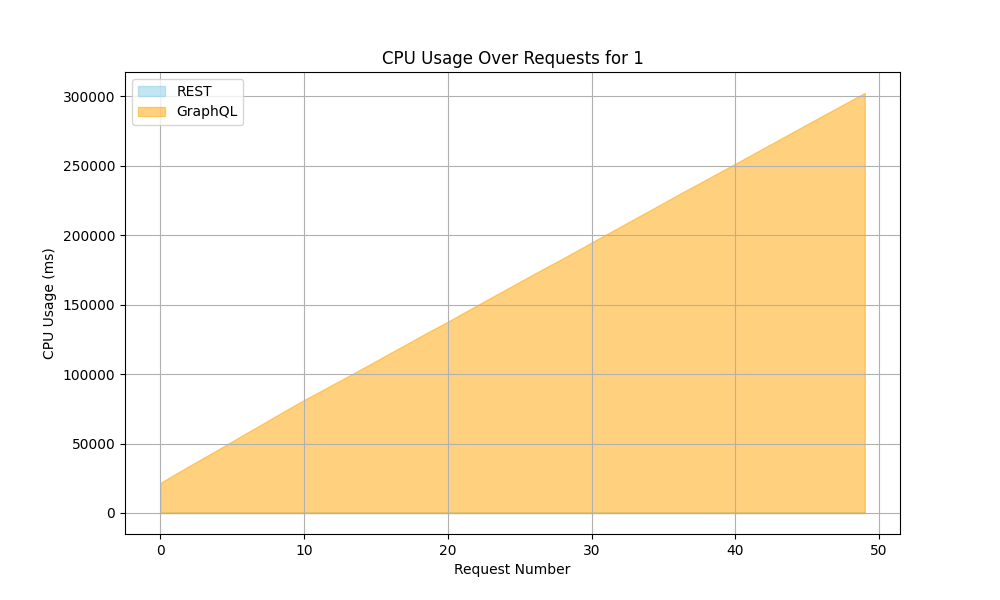 CPU Usage Over Requests for 1
REST
GraphQL
300000
250000
200000
150000
100000
50000
0
CPU Usage (ms)
0 10 20 30 40 50
Request Number